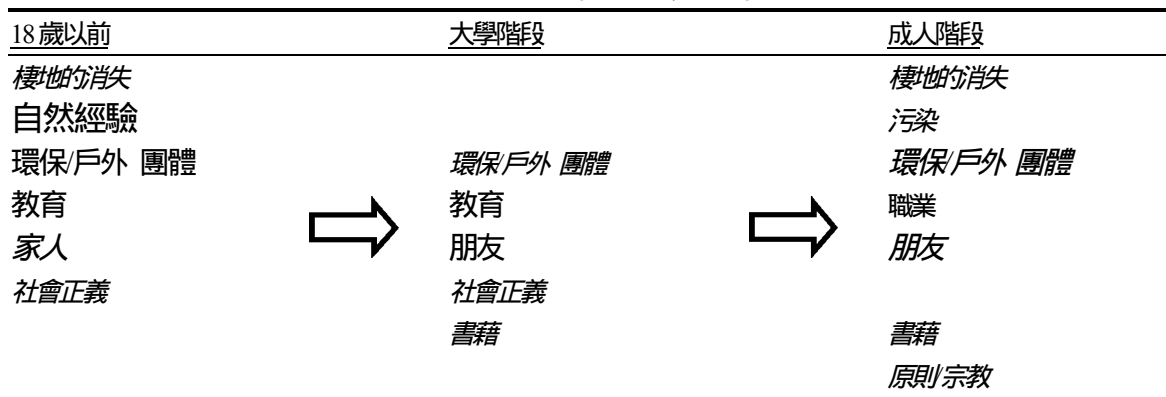 18歲以前 大學階段 成人階段
棲地的消失 棲地的消失
自然經驗 污染
環保/戶外 團體 環保/戶外 團體 環保/戶外 團體
教育 教育 職業
家人 朋友 朋友
社會正義 社會正義
書藉 書藉
原則/宗教